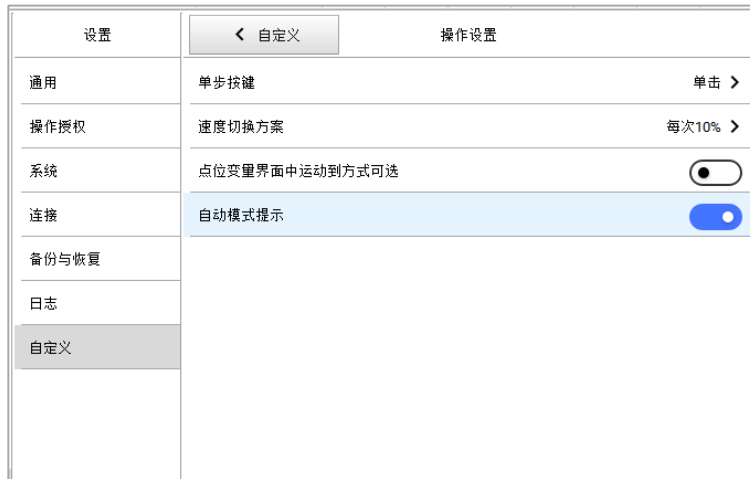 设置
自定义
操作设置
通用
单步按键
单击
操作授权
速度切换方案
每次10%
系统
点位变量界面中运动到方式可选
连接
自动模式提示
备份与恢复
日志
自定义